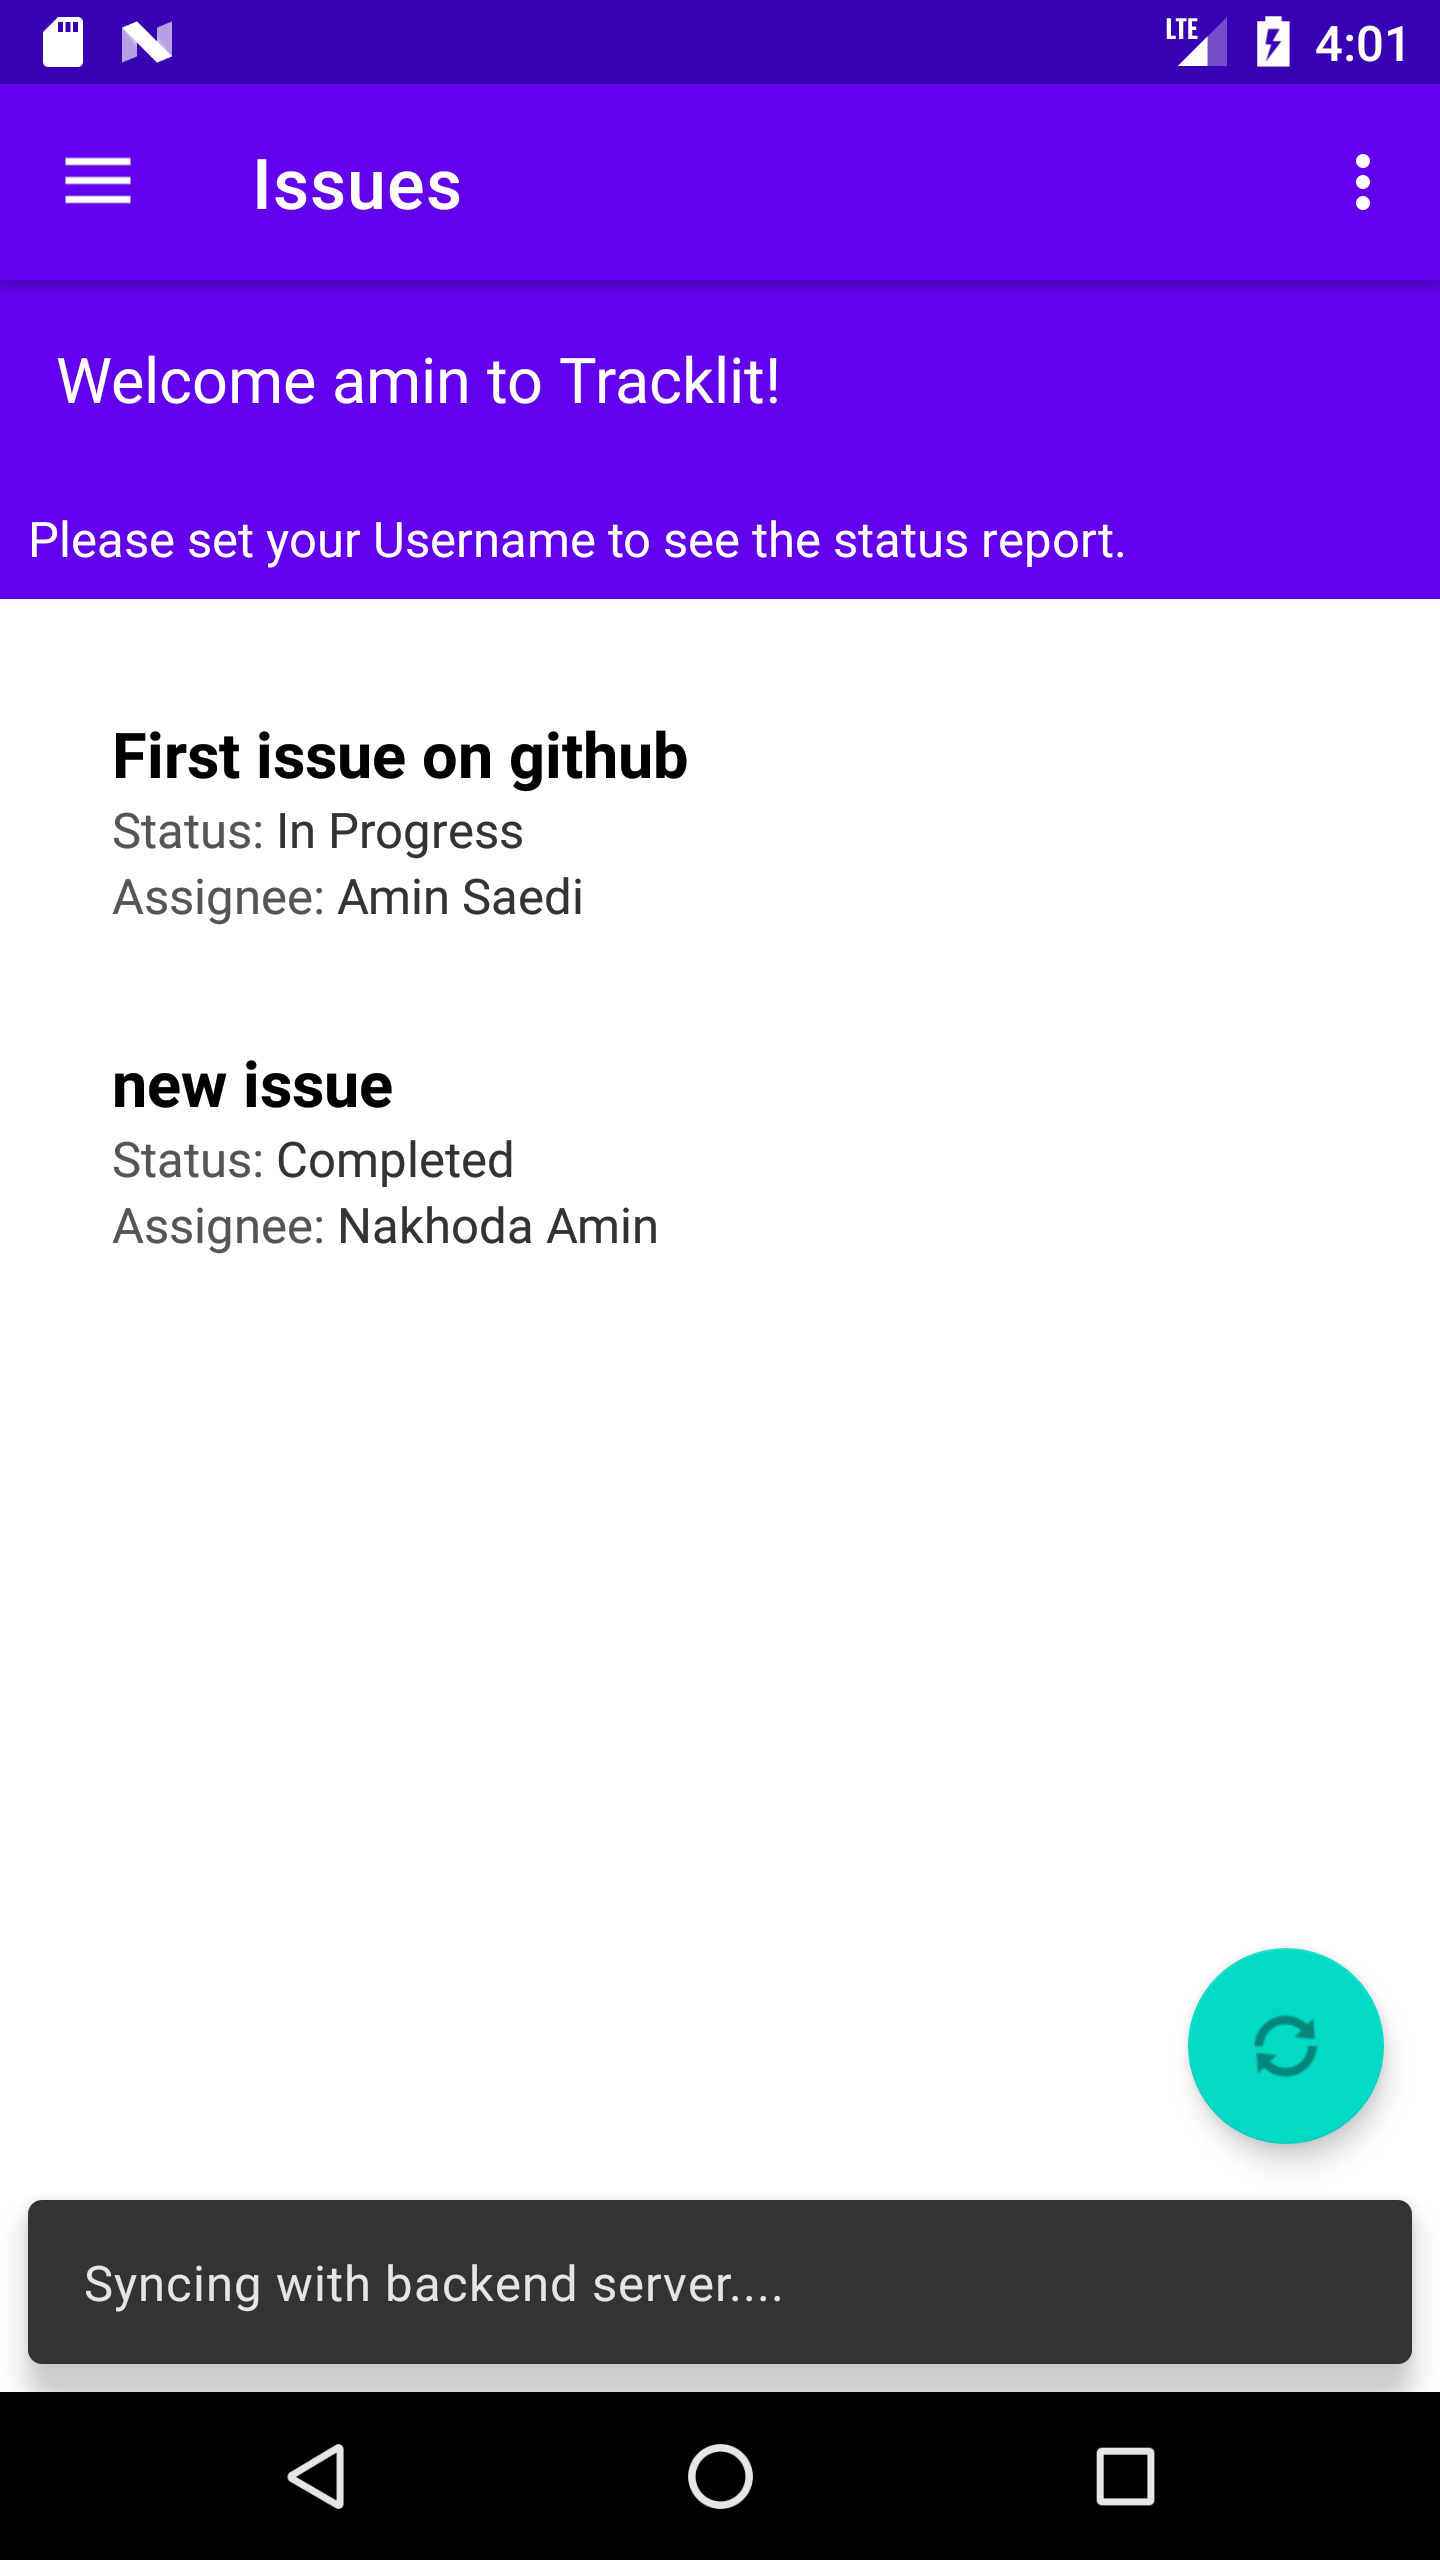 LTE 4:01
Issues
Welcome amin to Tracklit!
Please set your Username to see the status report.
First issue on github
Status: In Progress
Assignee: Amin Saedi
new issue
Status: Completed
Assignee: Nakhoda Amin
Syncing with backend server....